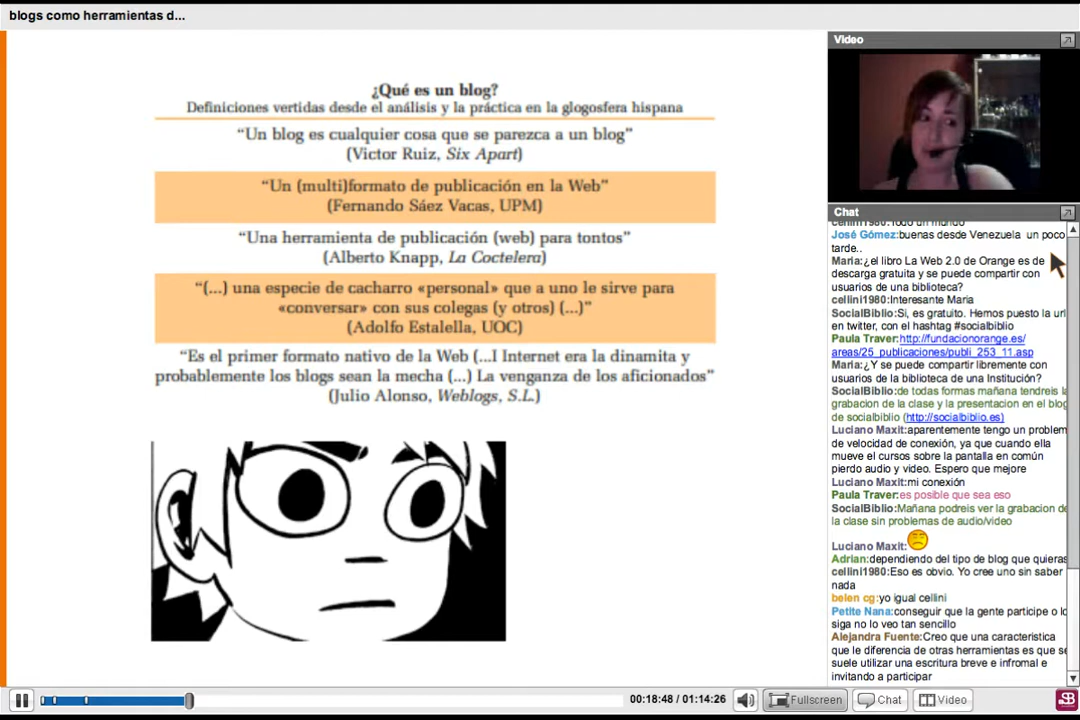 blogs como herramientas d...
¿Qué es un blog?
Definiciones vertidas desde el análisis y la práctica en la glogosfera hispana
“Un blog es cualquier cosa que se parezca a un blog”
(Victor Ruiz, Six Apart)
“Un (multi)formato de publicación en la Web”
(Fernando Sáez Vacas, UPM)
“Una herramienta de publicación (web) para tontos”
(Alberto Knapp, La Coctelera)
“(...) una especie de cacharro «personal» que a uno le sirve para
«conversar» con sus colegas (y otros) (...)”
(Adolfo Estalella, UOC)
“Es el primer formato nativo de la Web (...I Internet era la dinamita y
probablemente los blogs sean la mecha (...) La venganza de los aficionados”
(Julio Alonso, Weblogs, S.L.)
Video
Chat
cellini1980:Todo un mundo
José Gómez:buenas desde Venezuela un poco
tarde..
Maria:¿el libro La Web 2.0 de Orange es de
descarga gratuita y se puede compartir con
usuarios de una biblioteca?
cellini1980:Interesante Maria
SocialBiblio:Si, es gratuito. Hemos puesto la url
en twitter, con el hashtag #socialbiblio
Paula Traver:http://fundacionorange.es/
areas/25_publicaciones/publi_253_11.asp
Maria:¿Y se puede compartir libremente con
usuarios de la biblioteca de una Institución?
SocialBiblio:de todas formas mañana tendreis la
grabacion de la clase y la presentacion en el blog
de socialbiblio (http://socialbiblio.es)
Luciano Maxit:aparentemente tengo un problem
de velocidad de conexión, ya que cuando ella
mueve el cursos sobre la pantalla en común
pierdo audio y video. Espero que mejore
Luciano Maxit:mi conexión
Paula Traver:es posible que sea eso
SocialBiblio:Mañana podreis ver la grabacion de
la clase sin problemas de audio/video
Luciano Maxit:
Adrian:dependiendo del tipo de blog que quieras
cellini1980:Eso es obvio. Yo cree uno sin saber
nada
belen cg:yo igual cellini
Petite Nana:conseguir que la gente participe o lo
siga no lo veo tan sencillo
Alejandra Fuente:Creo que una caracteristica
que le diferencia de otras herramientas es que se
suele utilizar una escritura breve e infromal e
invitando a participar
00:18:48 / 01:14:26
Fullscreen
Chat
Video
SB